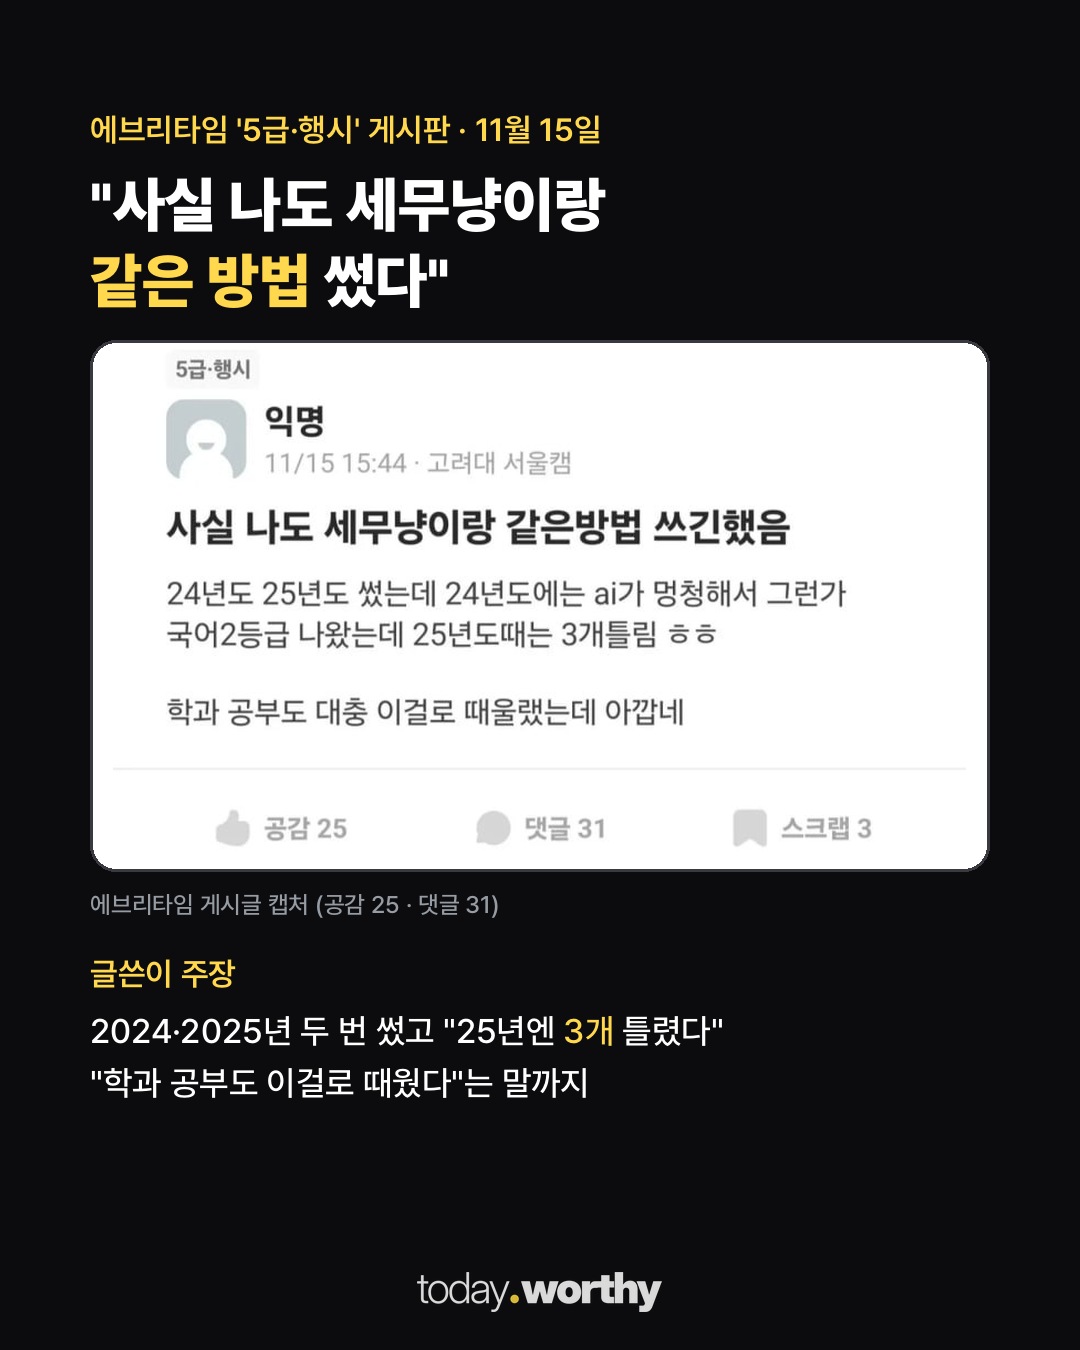 에브리타임 '5급·행시' 게시판 · 11월 15일
"사실 나도 세무냥이랑
같은 방법 썼다"
5급·행시
익명
11/15 15:44 · 고려대 서울캠
사실 나도 세무냥이랑 같은방법 쓰긴했음
24년도 25년도 썼는데 24년도에는 ai가 멍청해서 그런가
국어2등급 나왔는데 25년도때는 3개틀림 ㅎㅎ
학과 공부도 대충 이걸로 때울랬는데 아깝네
공감 25 댓글 31 스크랩 3
에브리타임 게시글 캡처 (공감 25 · 댓글 31)
글쓴이 주장
2024·2025년 두 번 썼고 "25년엔 3개 틀렸다"
"학과 공부도 이걸로 때웠다"는 말까지
today.worthy